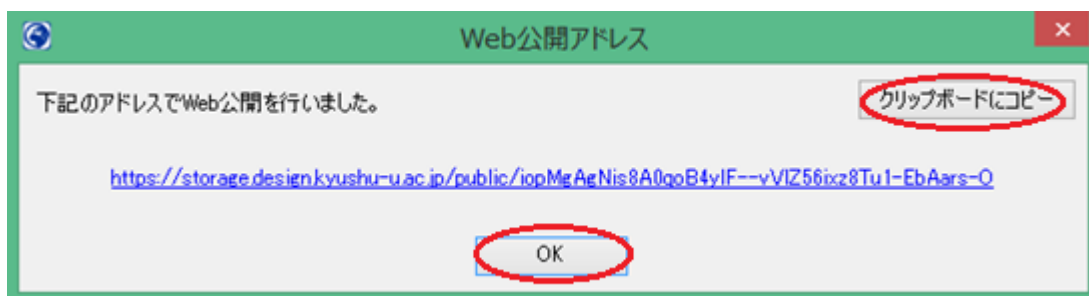 Web公開アドレス
下記のアドレスでWeb公開を行いました。
クリップボードにコピー
https://storage.design.kyushu-u.ac.jp/public/iopMgAgNis8A0qoB4yIF--vVIZ56ixz8Tu1-EbAars-O
OK